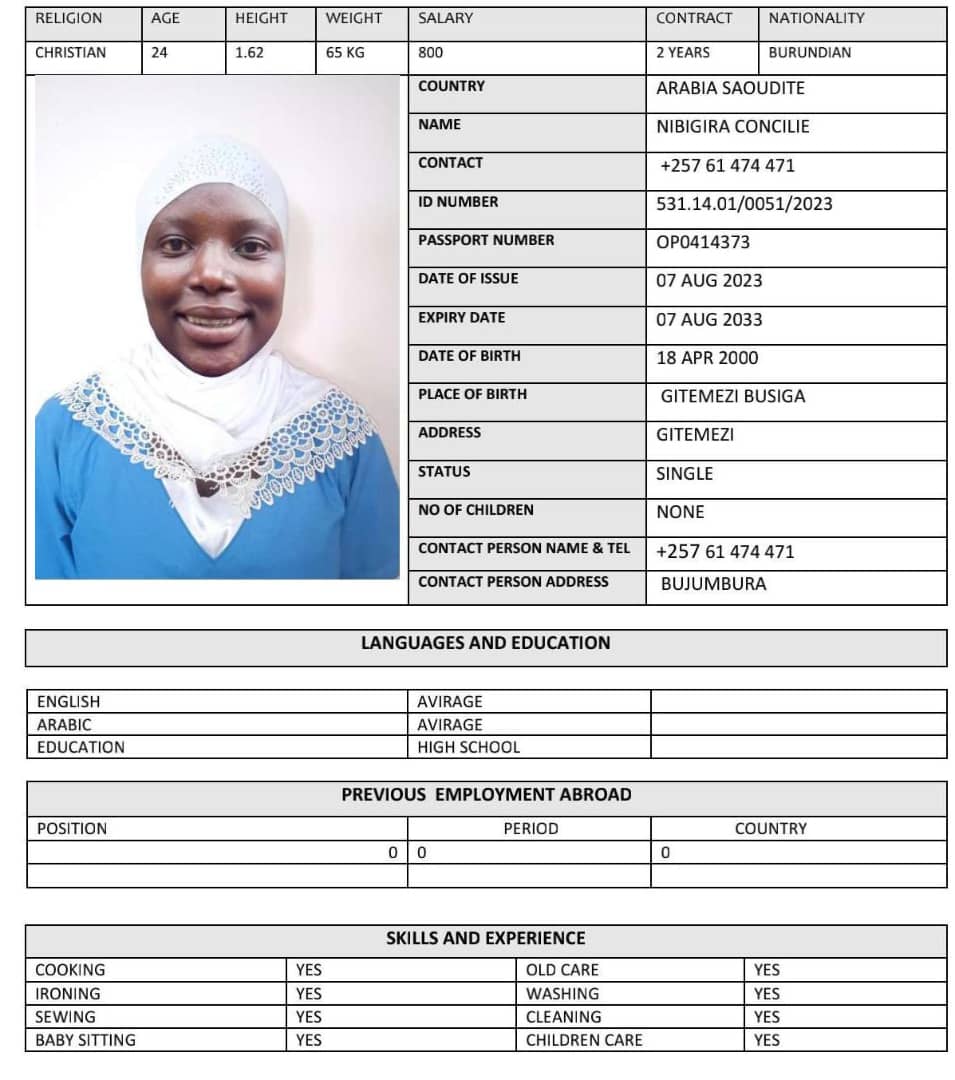 RELIGION AGE HEIGHT WEIGHT SALARY CONTRACT NATIONALITY
CHRISTIAN 24 1.62 65 KG 800 2 YEARS BURUNDIAN
COUNTRY ARABIA SAOUDITE
NAME NIBIGIRA CONCILIE
CONTACT +257 61 474 471
ID NUMBER 531.14.01/0051/2023
PASSPORT NUMBER OP0414373
DATE OF ISSUE 07 AUG 2023
EXPIRY DATE 07 AUG 2033
DATE OF BIRTH 18 APR 2000
PLACE OF BIRTH GITEMEZI BUSIGA
ADDRESS GITEMEZI
STATUS SINGLE
NO OF CHILDREN NONE
CONTACT PERSON NAME & TEL +257 61 474 471
CONTACT PERSON ADDRESS BUJUMBURA
LANGUAGES AND EDUCATION
ENGLISH AVIRAGE
ARABIC AVIRAGE
EDUCATION HIGH SCHOOL
PREVIOUS EMPLOYMENT ABROAD
POSITION PERIOD COUNTRY
0 0 0
SKILLS AND EXPERIENCE
COOKING YES OLD CARE YES
IRONING YES WASHING YES
SEWING YES CLEANING YES
BABY SITTING YES CHILDREN CARE YES